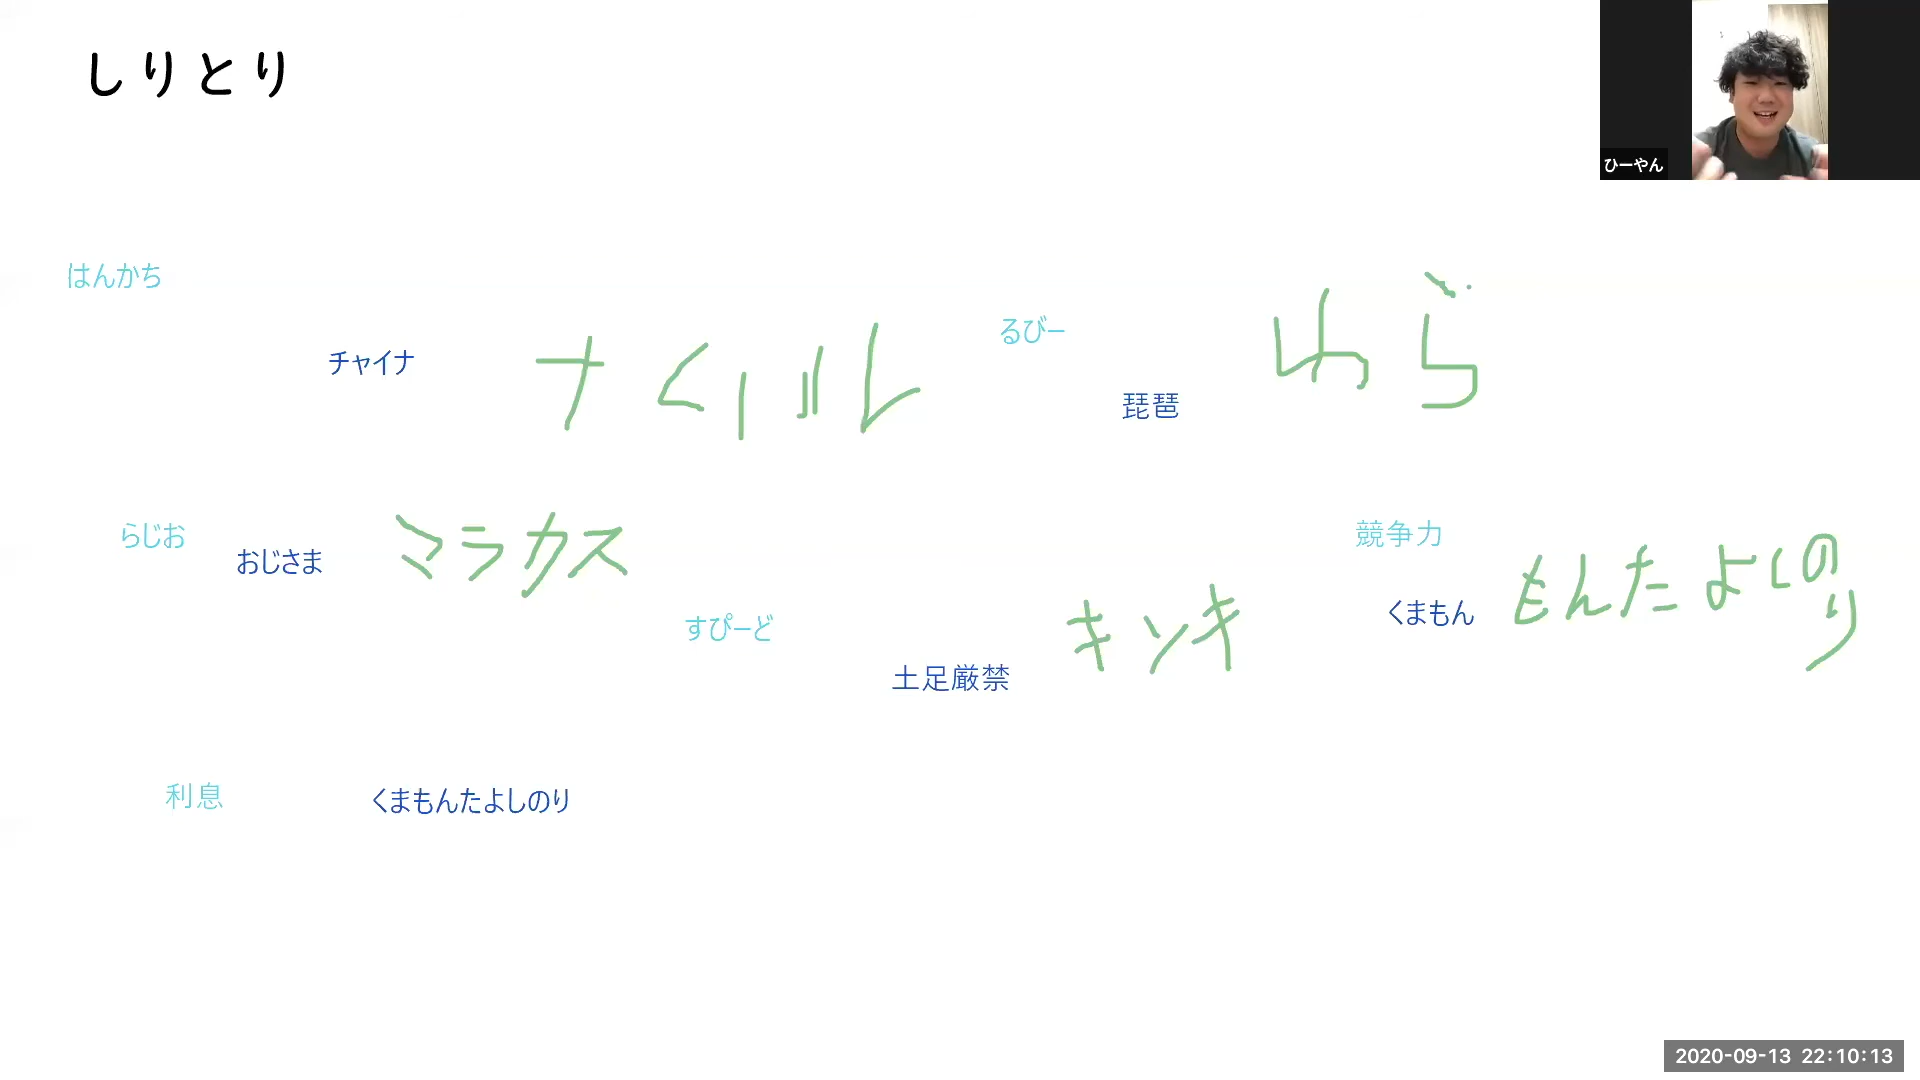 しりとり
ひーやん
はんかち
チャイナ
ナイル
るびー
琵琶
わら
らじお
おじさま
マラカス
すぴーど
土足厳禁
キンキ
競争力
くまもん
もんたよしのり
利息
くまもんたよしのり
2020-09-13 22:10:13